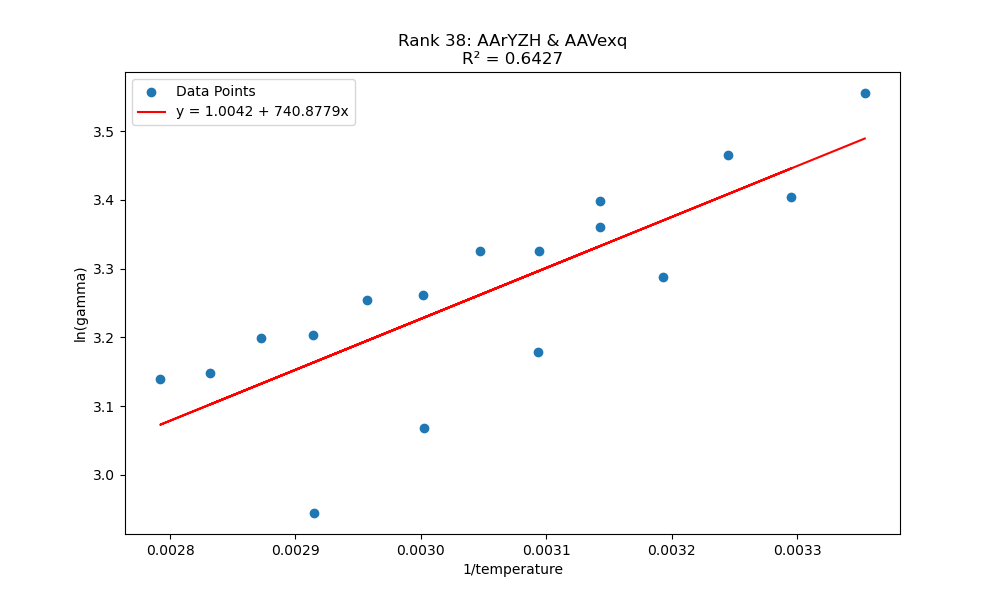 Rank 38: AArYZH & AAVexq
R² = 0.6427
Data Points
y = 1.0042 + 740.8779x
3.5
3.4
3.3
3.2
3.1
3.0
ln(gamma)
0.0028 0.0029 0.0030 0.0031 0.0032 0.0033
1/temperature